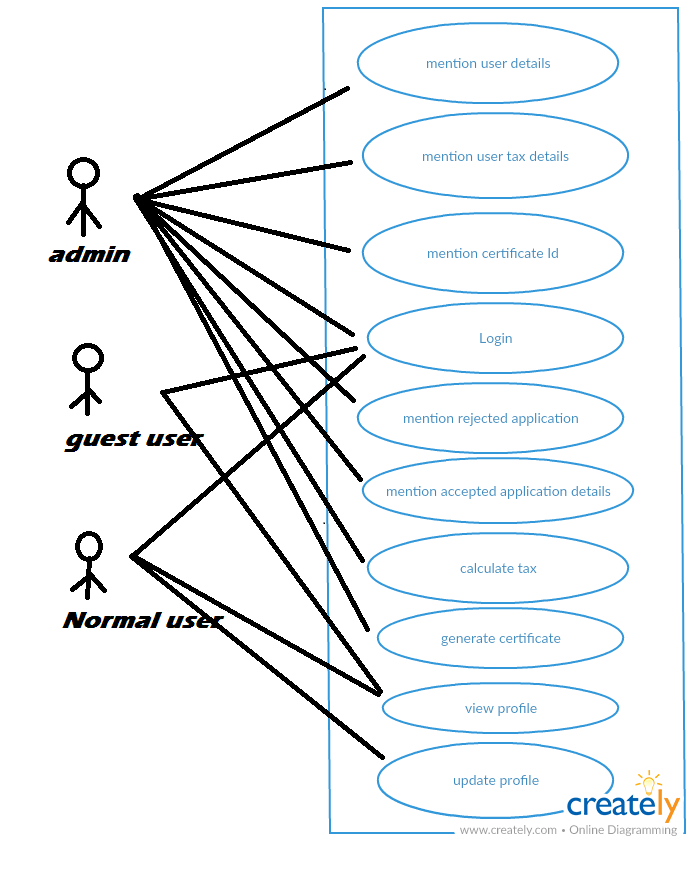 mention user details
mention user tax details
admin
mention certificate Id
Login
guest user
mention rejected application
mention accepted application details
calculate tax
Normal user
generate certificate
view profile
update profile
creately
www.creately.com • Online Diagramming